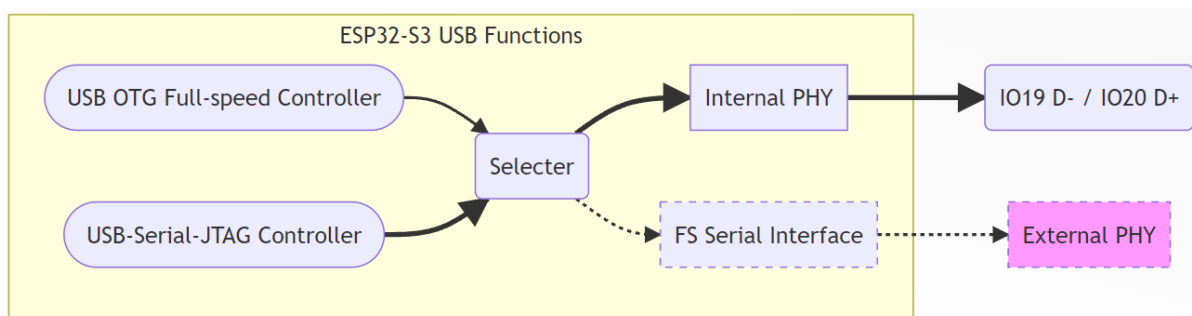 ESP32-S3 USB Functions
USB OTG Full-speed Controller
Internal PHY
IO19 D- / IO20 D+
Selecter
USB-Serial-JTAG Controller
FS Serial Interface
External PHY